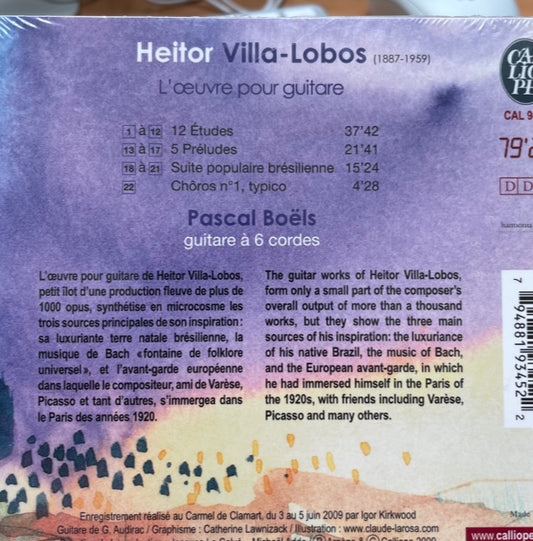 Heitor Villa-Lobos (1887-1959)
L'œuvre pour guitare
1 à 12 12 Études 37'42
13 à 17 5 Préludes 21'41
18 à 21 Suite populaire brésilienne 15'24
22 Chôros n°1, typico 4'28
Pascal Boëls
guitare à 6 cordes
L'œuvre pour guitare de Heitor Villa-Lobos,
petit îlot d'une production fleuve de plus de
1000 opus, synthétise en microcosme les
trois sources principales de son inspiration :
sa luxuriante terre natale brésilienne, la
musique de Bach «fontaine de folklore
universel», et l'avant-garde européenne
dans laquelle le compositeur, ami de Varèse,
Picasso et tant d'autres, s'immergea dans
le Paris des années 1920.
The guitar works of Heitor Villa-Lobos,
form only a small part of the composer's
overall output of more than a thousand
works, but they show the three main
sources of his inspiration: the luxuriance
of his native Brazil, the music of Bach,
and the European avant-garde, in which
he had immersed himself in the Paris of
the 1920s, with friends including Varèse,
Picasso and many others.
Enregistrement réalisé au Carmel de Clamart, du 3 au 5 juin 2009 par Igor Kirkwood
Guitare de G. Audirac / Graphisme : Catherine Lawnizack / Illustration : www.claude-larosa.com
CAL 9
79'
D D
harmonia
7 94881 93452 2
Made
www.calliope